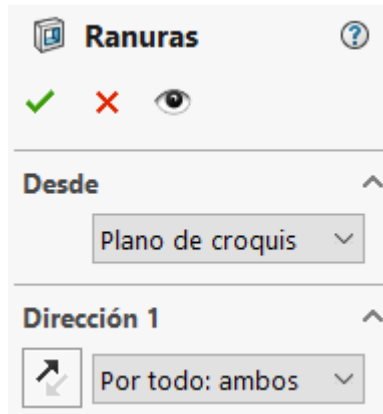 Ranuras
Desde
Plano de croquis
Dirección 1
Por todo: ambos